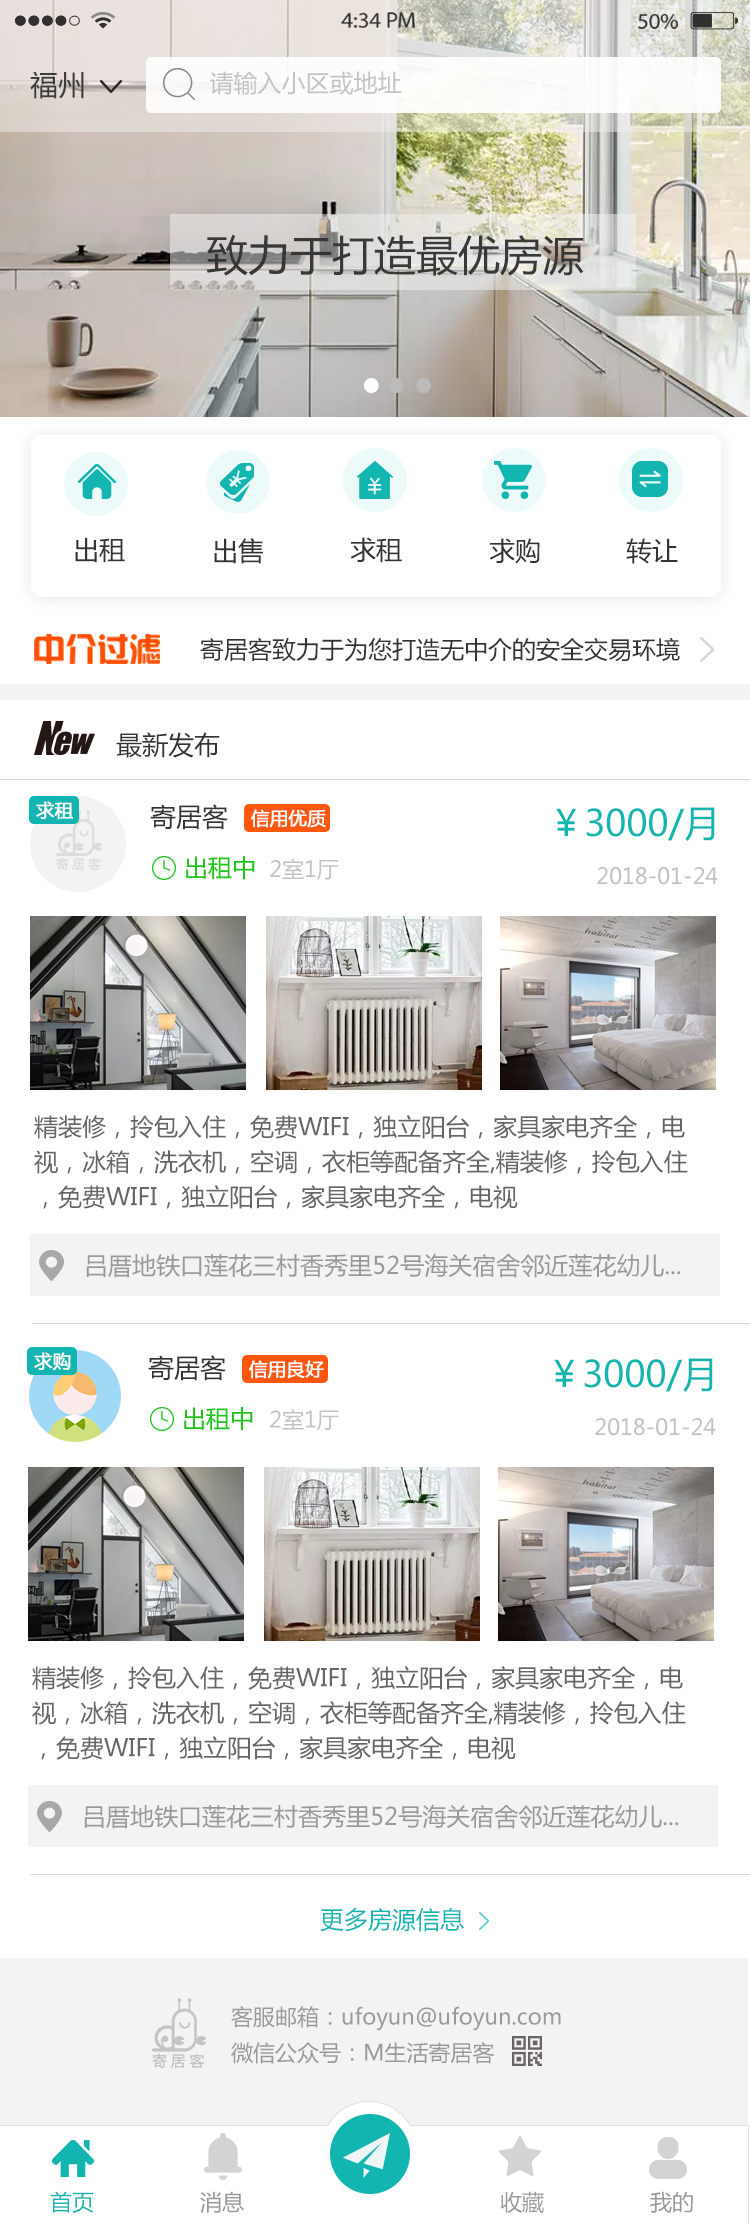 4:34 PM
50%
福州
请输入小区或地址
致力于打造最优房源
出租
出售
求租
求购
转让
中介过滤
寄居客致力于为您打造无中介的安全交易环境
New 最新发布
求租
寄居客
寄居客 信用优质
¥ 3000/月
出租中 2室1厅
2018-01-24
habitat
精装修，拎包入住，免费WIFI，独立阳台，家具家电齐全，电
视，冰箱，洗衣机，空调，衣柜等配备齐全,精装修，拎包入住
，免费WIFI，独立阳台，家具家电齐全，电视
吕厝地铁口莲花三村香秀里52号海关宿舍邻近莲花幼儿...
求购
寄居客 信用良好
¥ 3000/月
出租中 2室1厅
2018-01-24
habitat
精装修，拎包入住，免费WIFI，独立阳台，家具家电齐全，电
视，冰箱，洗衣机，空调，衣柜等配备齐全,精装修，拎包入住
，免费WIFI，独立阳台，家具家电齐全，电视
吕厝地铁口莲花三村香秀里52号海关宿舍邻近莲花幼儿...
更多房源信息
寄居客
客服邮箱：ufoyun@ufoyun.com
微信公众号：M生活寄居客
首页
消息
收藏
我的